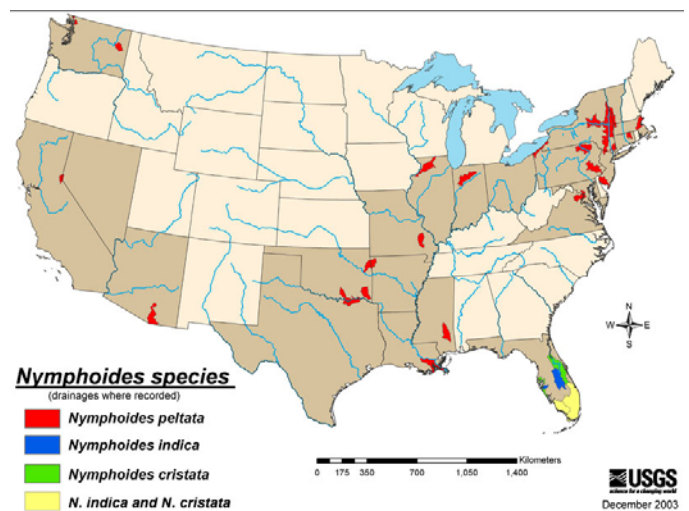 N
W E
S
Nymphoides species
(drainages where recorded)
Nymphoides peltata
Nymphoides indica
Nymphoides cristata
N. indica and N. cristata
Kilometers
0 175 350 700 1,050 1,400
USGS
science for a changing world
December 2003